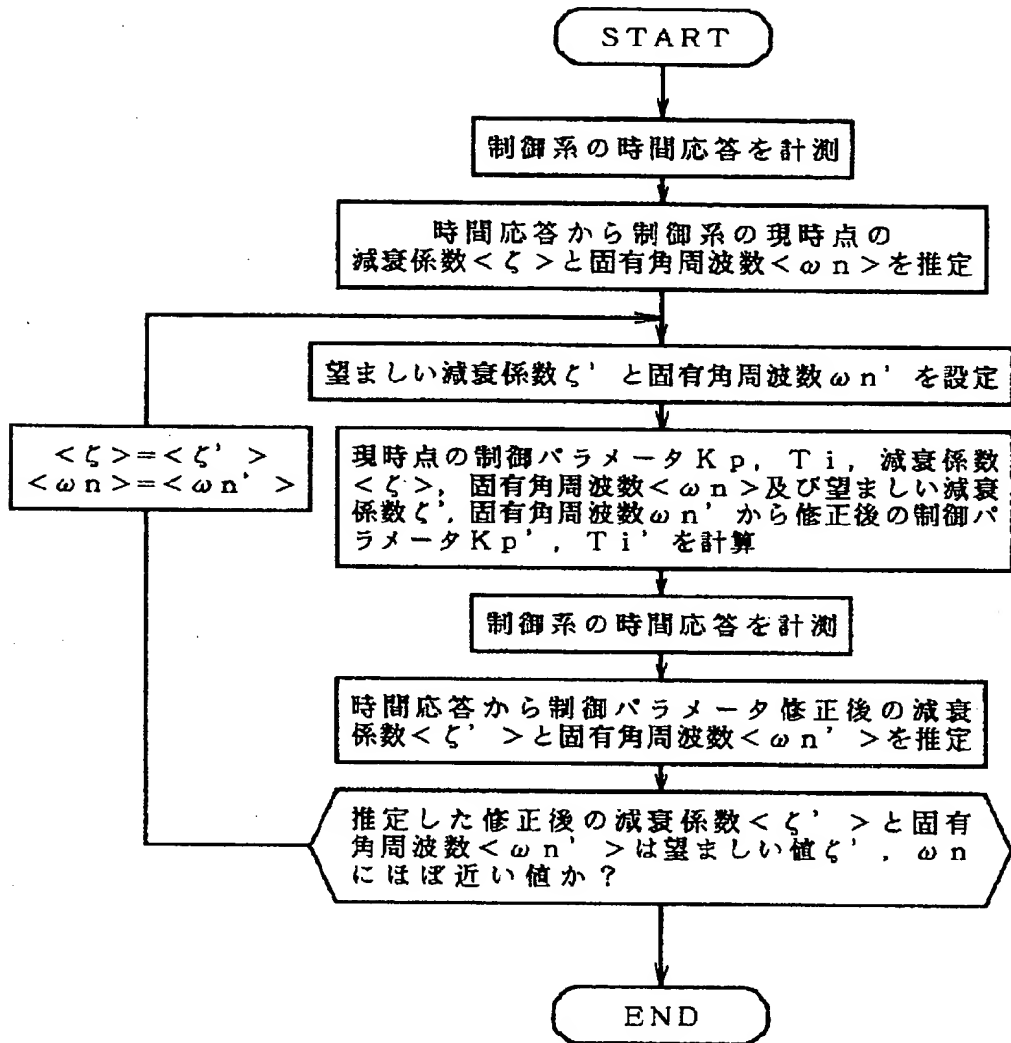 START
制御系の時間応答を計測
時間応答から制御系の現時点の
減衰係数<ζ>と固有角周波数<ωn>を推定
望ましい減衰係数ζ'と固有角周波数ωn'を設定
<ζ>=<ζ'>
<ωn>=<ωn'>
現時点の制御パラメータKp, Ti, 減衰係数
<ζ>, 固有角周波数<ωn>及び望ましい減衰
係数ζ', 固有角周波数ωn'から修正後の制御パ
ラメータKp', Ti'を計算
制御系の時間応答を計測
時間応答から制御パラメータ修正後の減衰
係数<ζ'>と固有角周波数<ωn'>を推定
推定した修正後の減衰係数<ζ'>と固有
角周波数<ωn'>は望ましい値ζ', ωn
にほぼ近い値か?
END